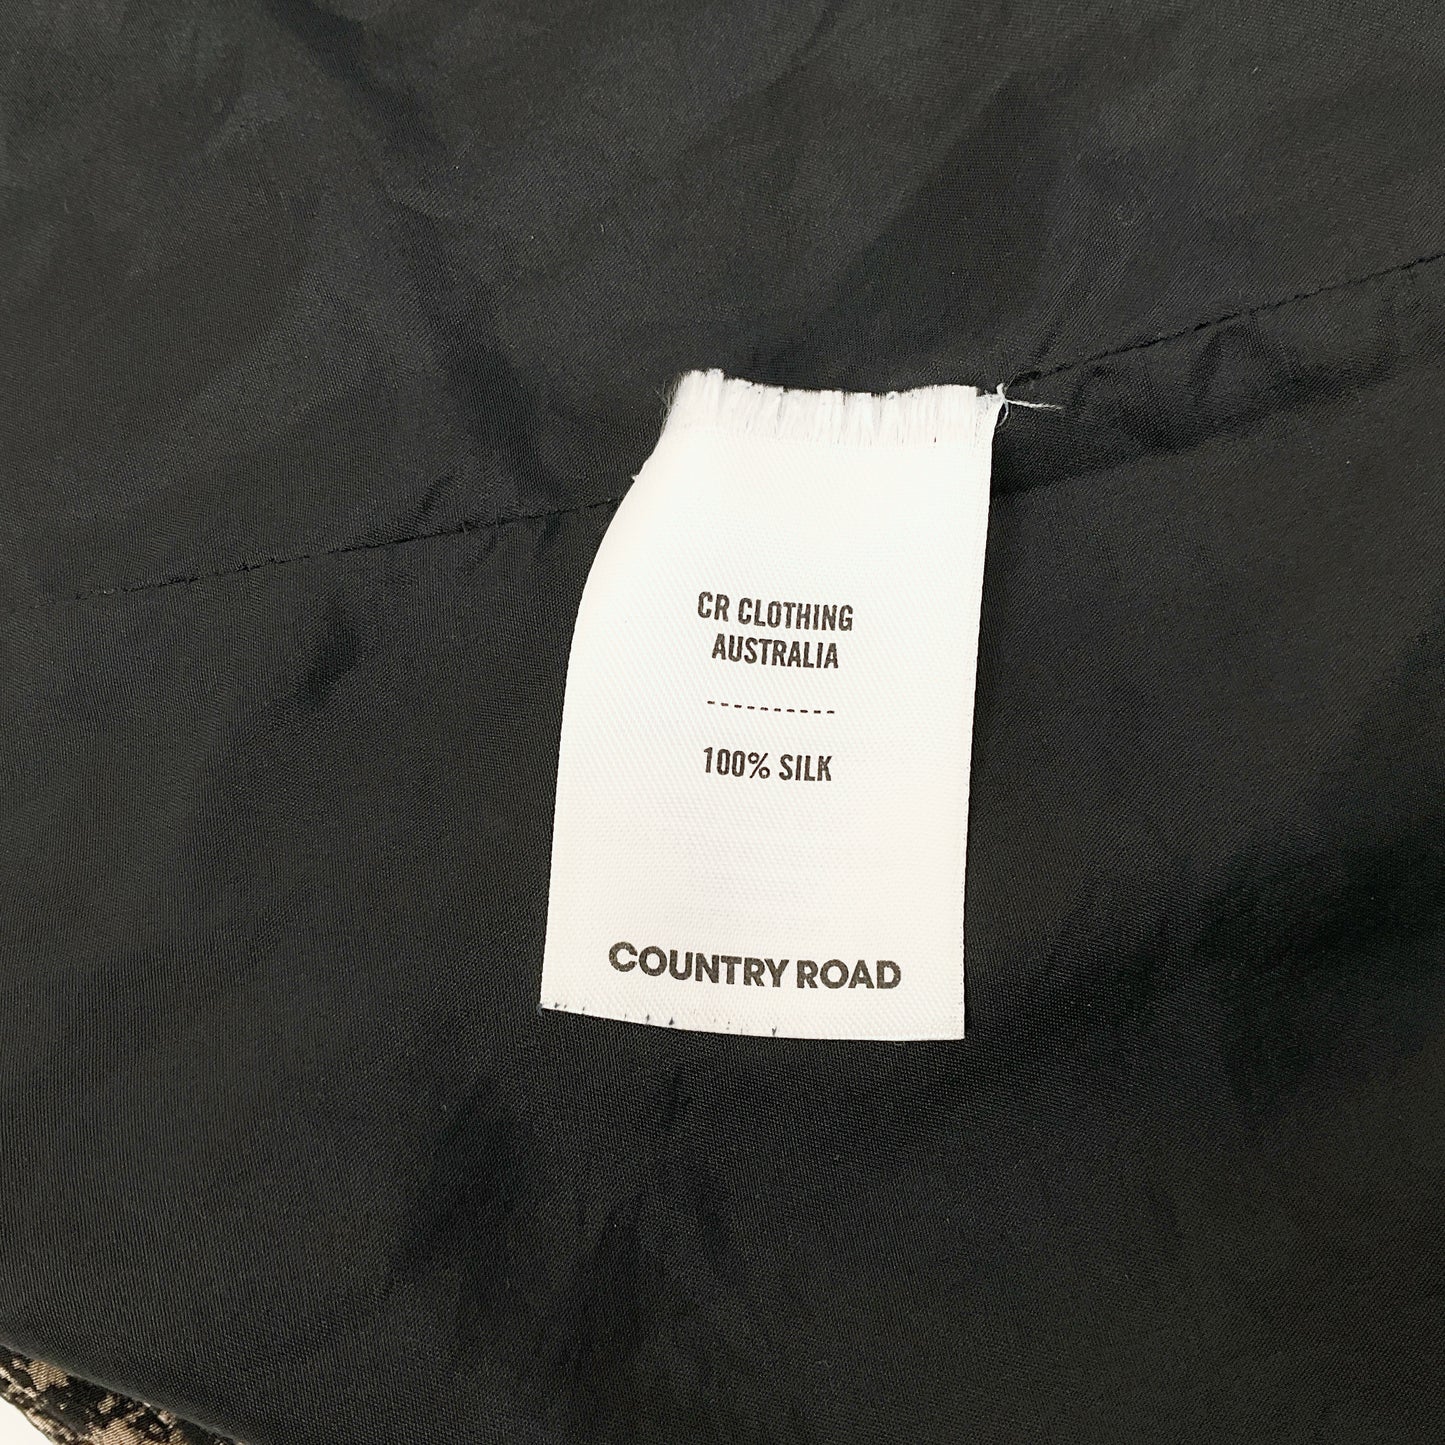 CR CLOTHING
AUSTRALIA
----------
100% SILK
COUNTRY ROAD